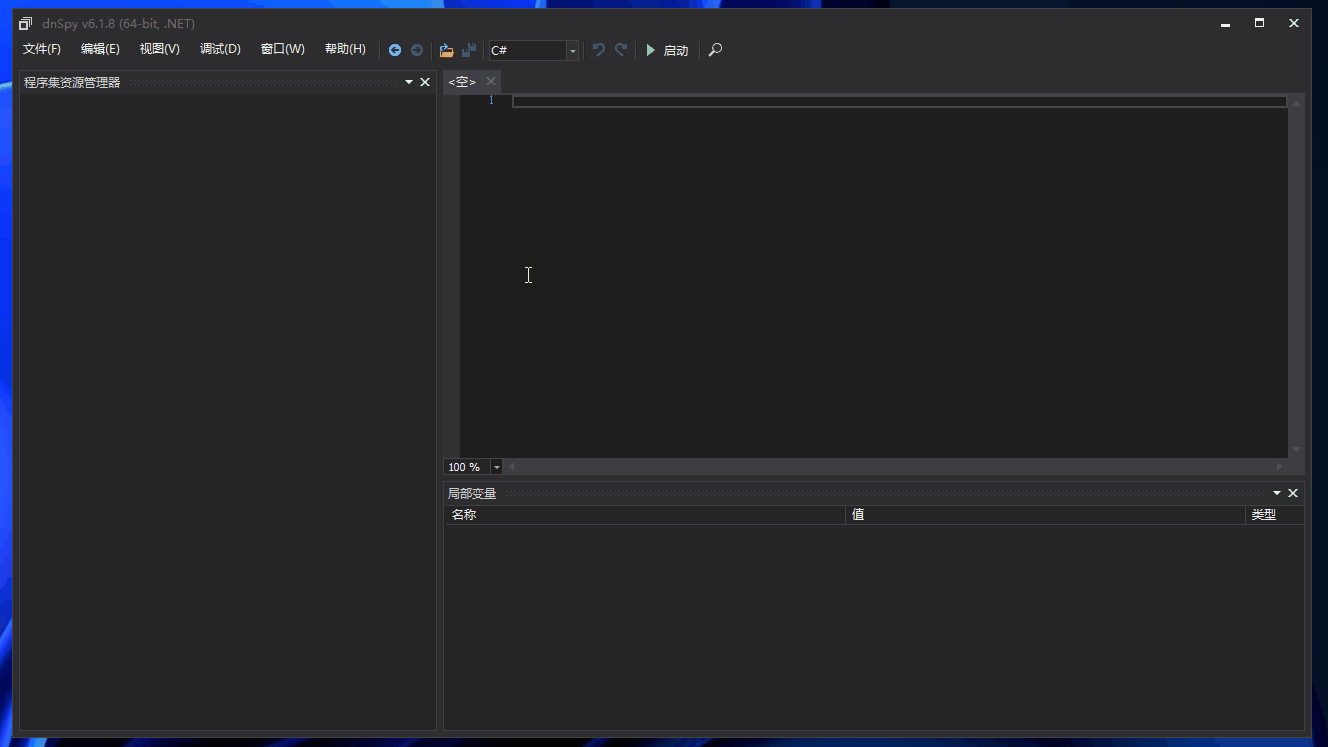 dnSpy v6.1.8 (64-bit, .NET)
文件(F) 编辑(E) 视图(V) 调试(D) 窗口(W) 帮助(H) C# 启动
程序集资源管理器
<空>
1
100 %
局部变量
名称 值 类型